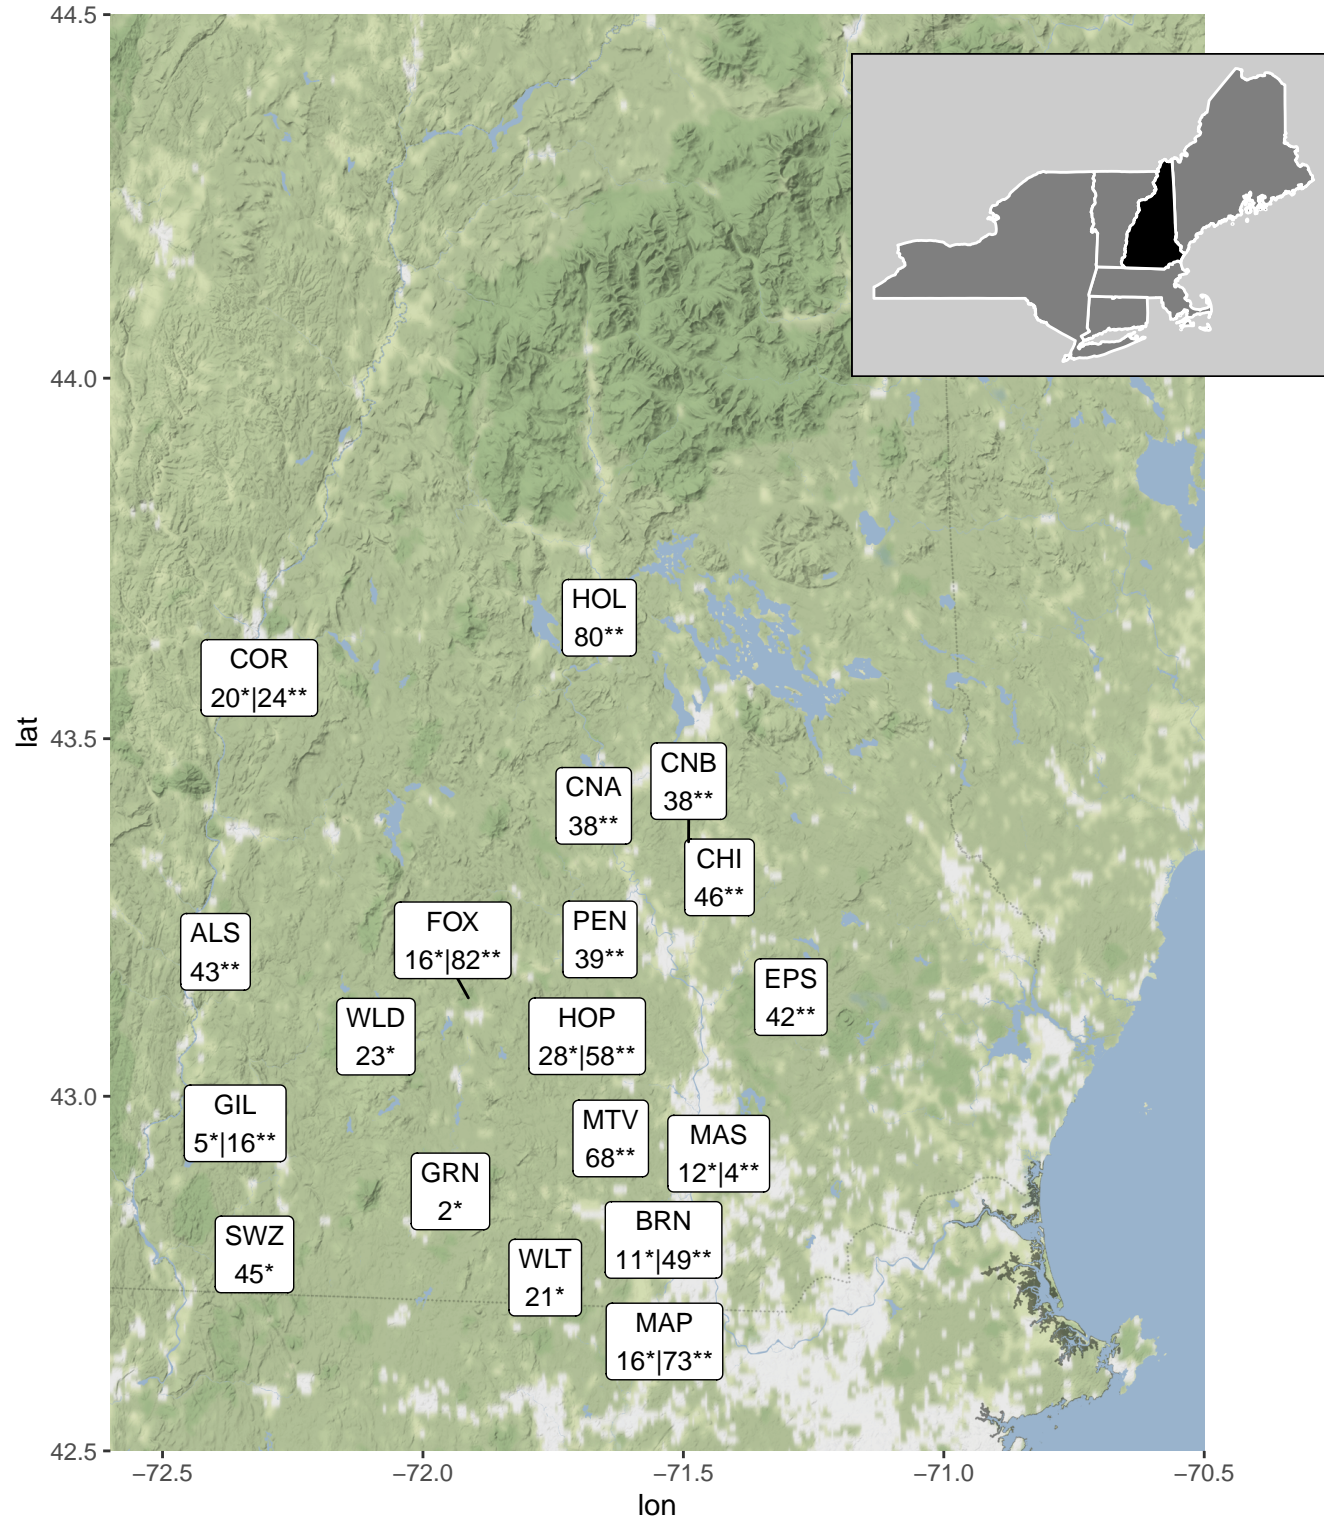 44.5
44.0
43.5
43.0
42.5
lat
HOL
80**
COR
20*|24**
CNB
38**
CNA
38**
CHI
46**
FOX
16*|82**
PEN
39**
ALS
43**
EPS
42**
WLD
23*
HOP
28*|58**
GIL
5*|16**
MTV
68**
MAS
12*|4**
GRN
2*
BRN
11*|49**
SWZ
45*
WLT
21*
MAP
16*|73**
−72.5
−72.0
−71.5
−71.0
−70.5
lon